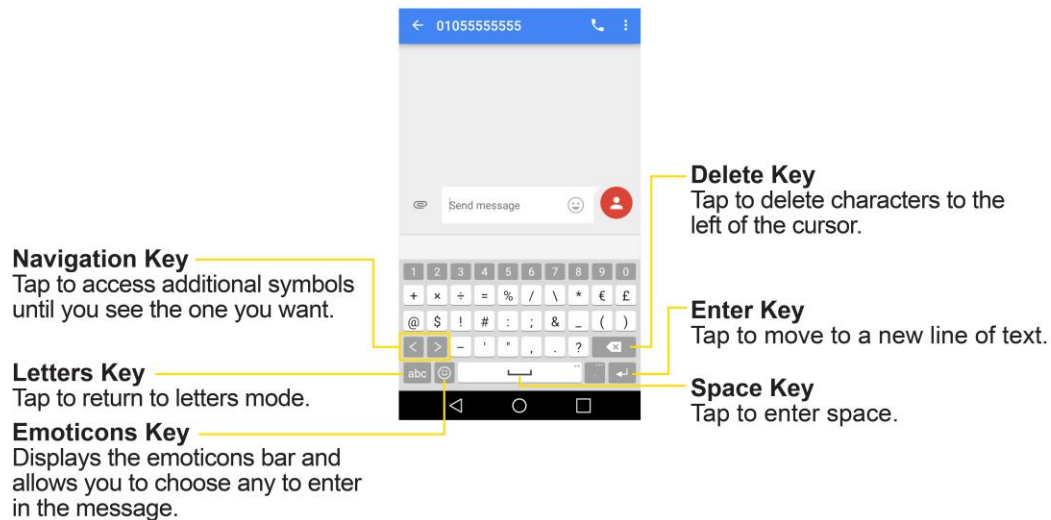 01055555555
Send message
1 2 3 4 5 6 7 8 9 0
+ × ÷ = % / \ * € £
@ $ ! # : ; & _ ( )
< > – ' " , . ?
abc
Navigation Key
Tap to access additional symbols
until you see the one you want.
Letters Key
Tap to return to letters mode.
Emoticons Key
Displays the emoticons bar and
allows you to choose any to enter
in the message.
Delete Key
Tap to delete characters to the
left of the cursor.
Enter Key
Tap to move to a new line of text.
Space Key
Tap to enter space.